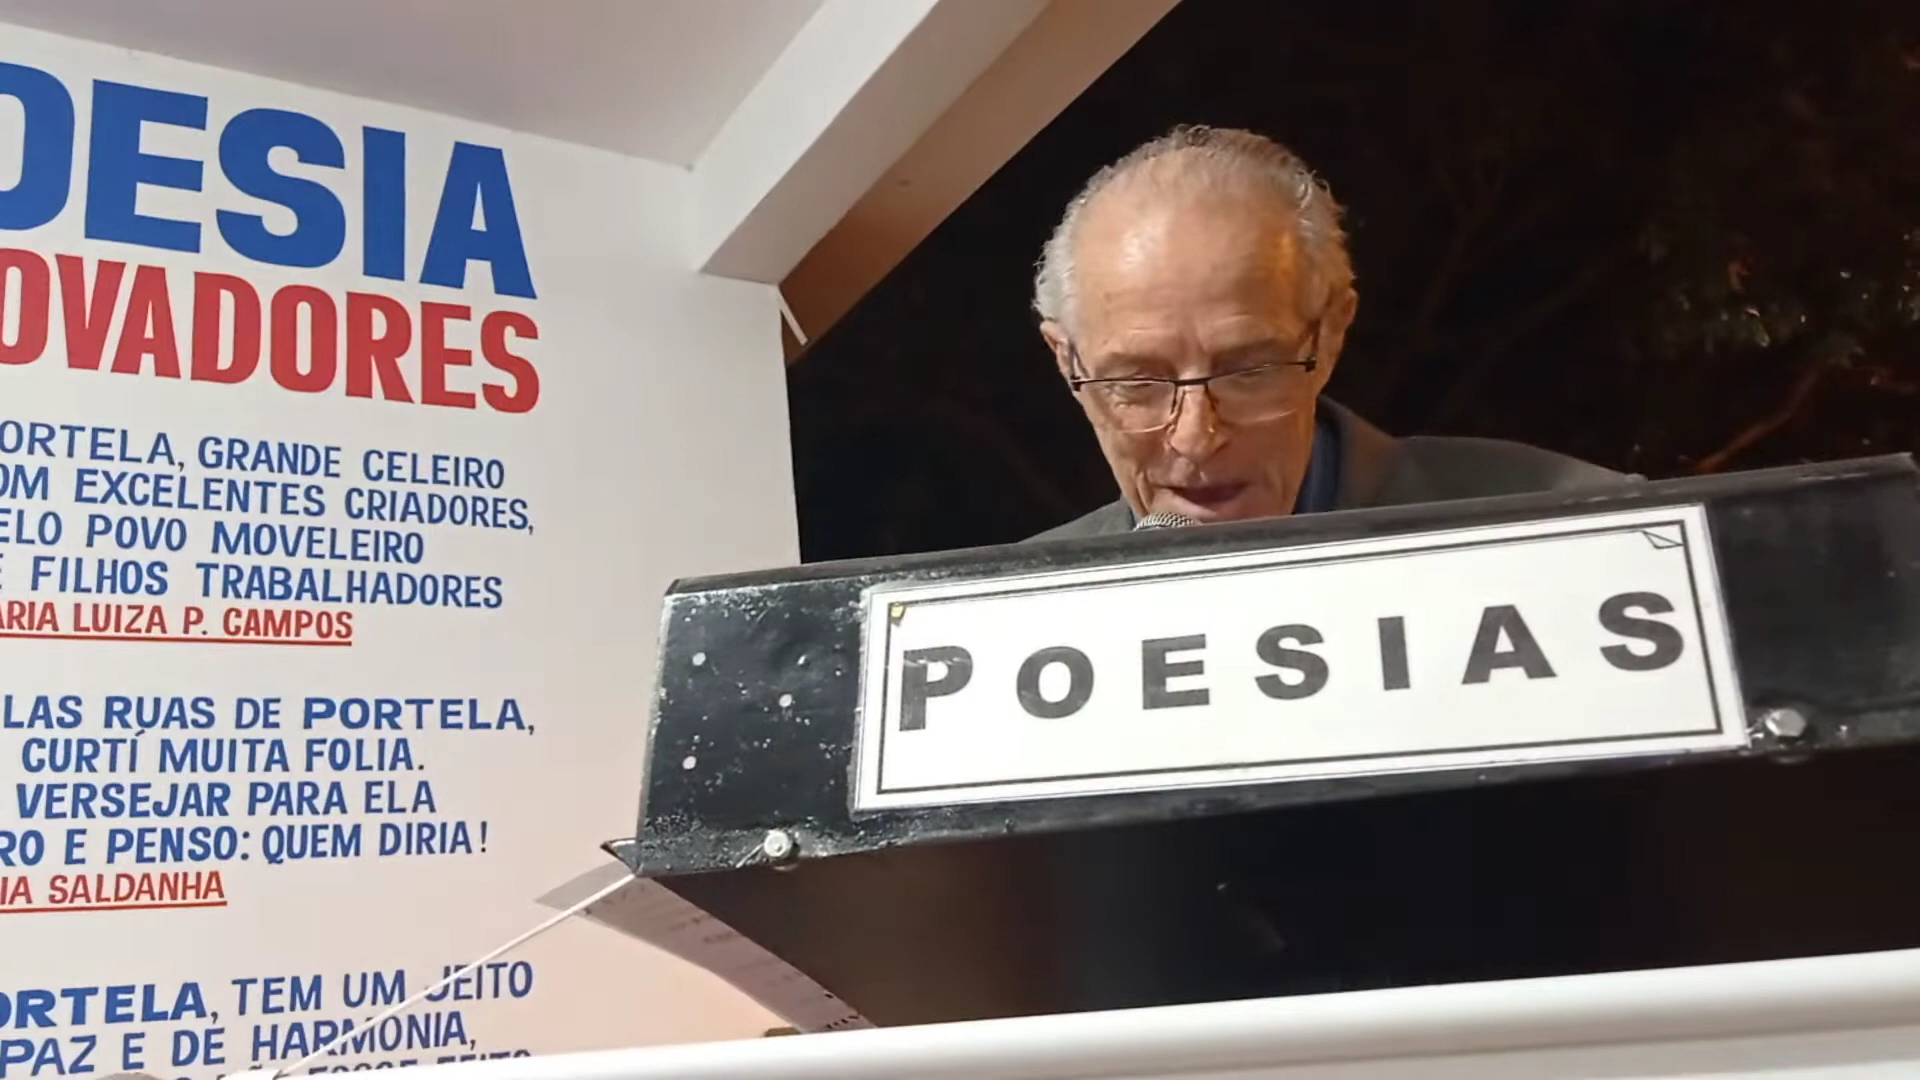 OESIA
OVADORES
ORTELA, GRANDE CELEIRO
OM EXCELENTES CRIADORES,
ELO POVO MOVELEIRO
E FILHOS TRABALHADORES
ARIA LUIZA P. CAMPOS
LAS RUAS DE PORTELA,
CURTÍ MUITA FOLIA.
VERSEJAR PARA ELA
RO E PENSO: QUEM DIRIA!
IA SALDANHA
ORTELA, TEM UM JEITO
PAZ E DE HARMONIA,
POESIAS